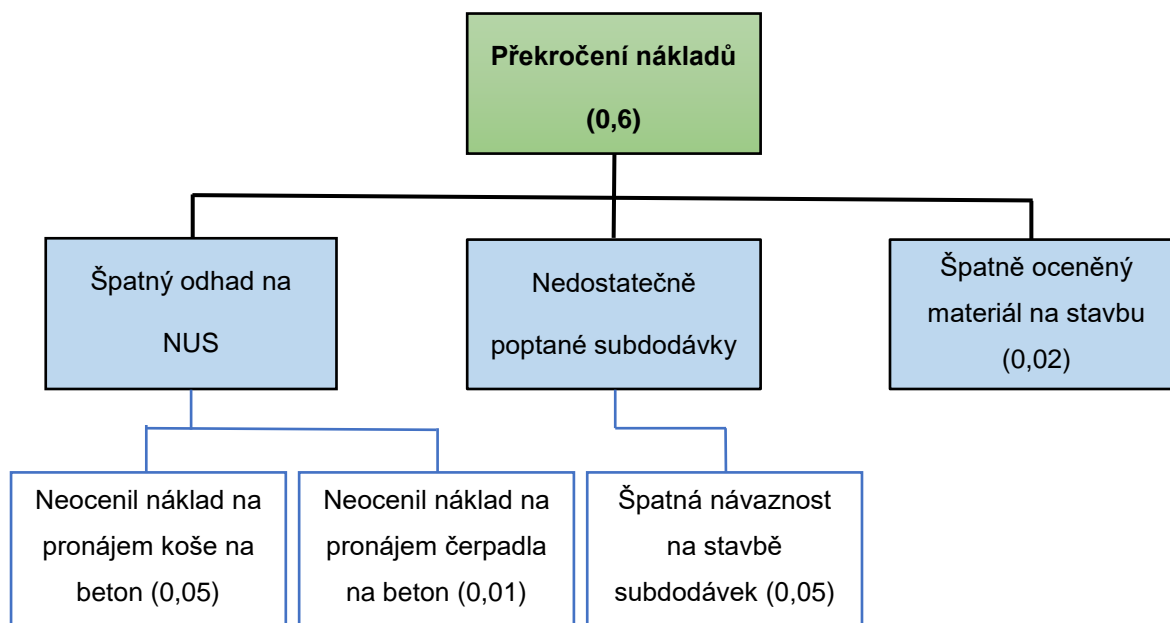 Překročení nákladů
(0,6)
Špatný odhad na
NUS
Nedostatečně
poptané subdodávky
Špatně oceněný
materiál na stavbu
(0,02)
Neocenil náklad na
pronájem koše na
beton (0,05)
Neocenil náklad na
pronájem čerpadla
na beton (0,01)
Špatná návaznost
na stavbě
subdodávek (0,05)